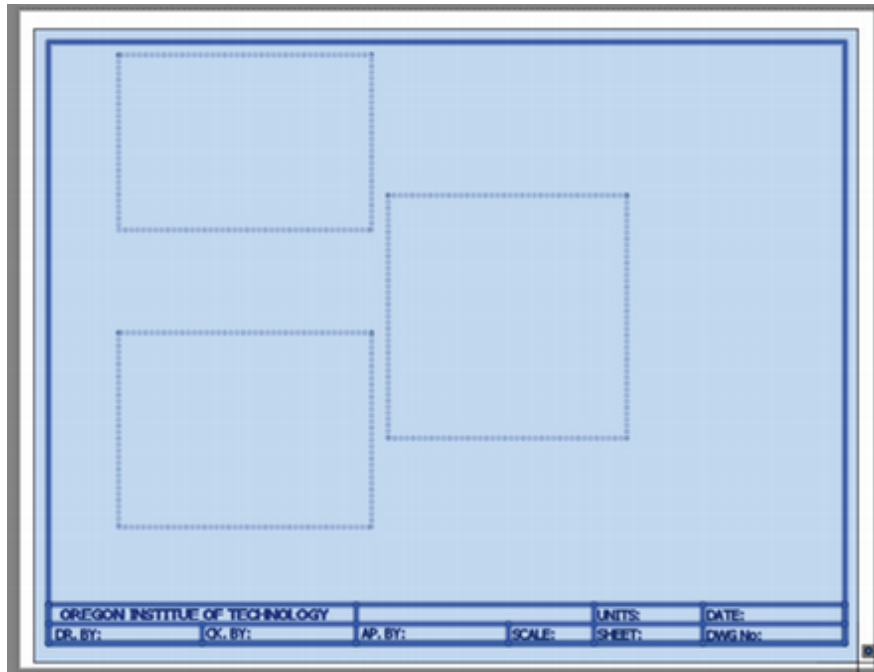 OREGON INSTITUE OF TECHNOLOGY UNITS: DATE:
DR. BY: CK. BY: AP. BY: SCALE: SHEET: DWG No: